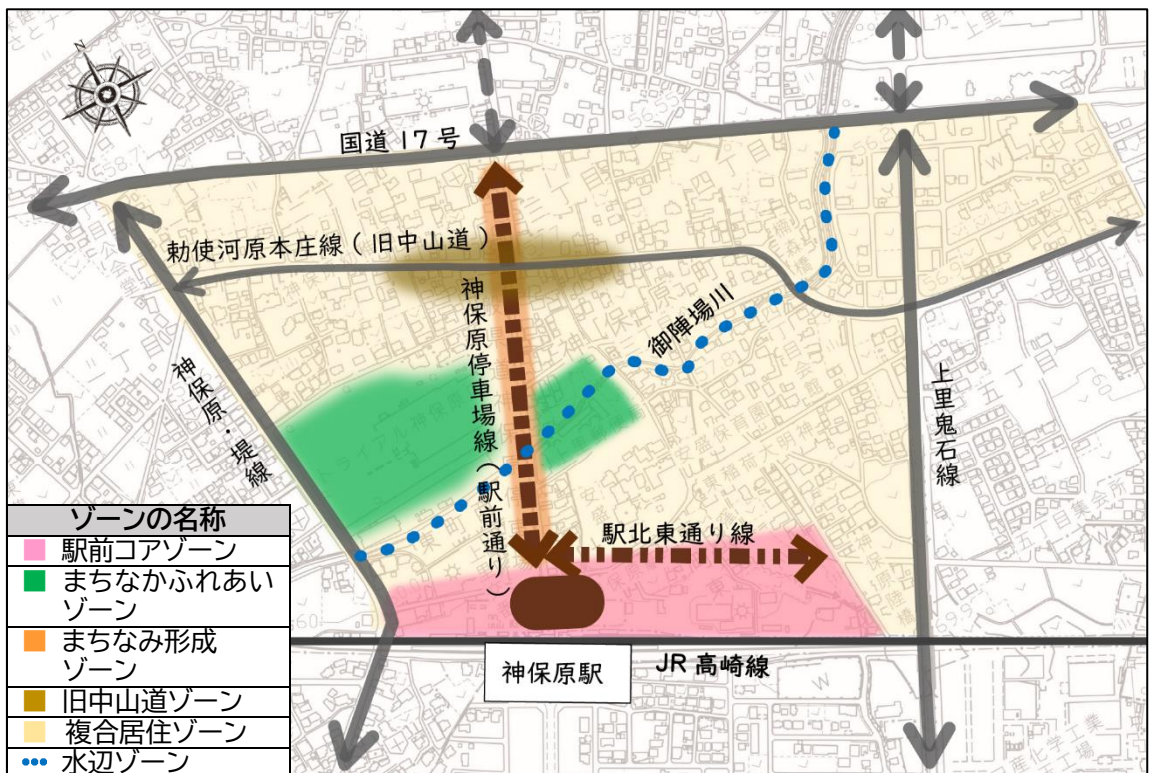 N
国道17号
勅使河原本庄線(旧中山道)
神保原停車場線(駅前通り)
御陣場川
神保原・堤線
上里鬼石線
駅北東通り線
神保原駅
JR高崎線
ゾーンの名称
駅前コアゾーン
まちなかふれあい
ゾーン
まちなみ形成
ゾーン
旧中山道ゾーン
複合居住ゾーン
水辺ゾーン